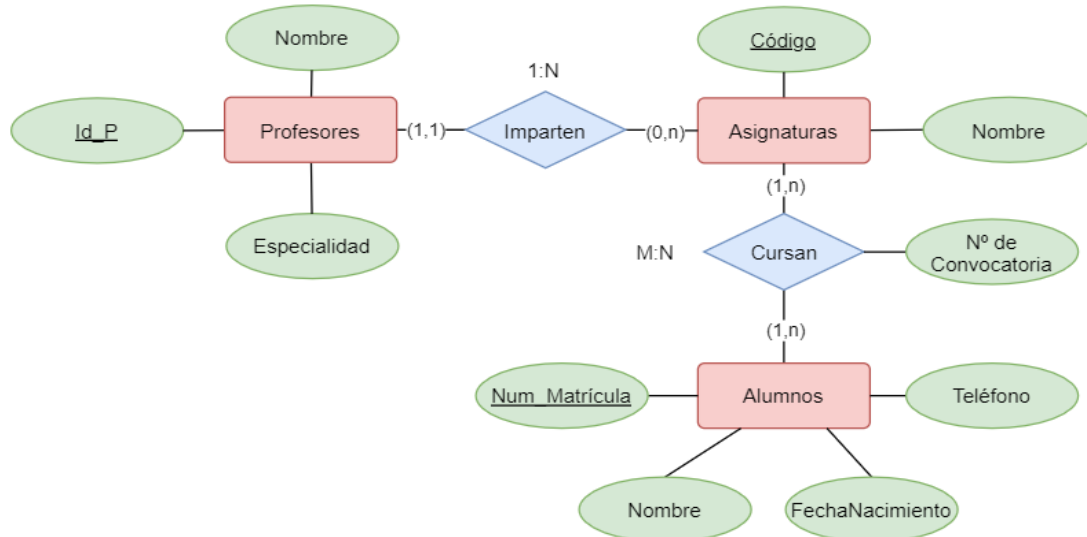 Nombre
Código
1:N
Id_P
Profesores
(1,1)
Imparten
(0,n)
Asignaturas
Nombre
(1,n)
Especialidad
M:N
Cursan
Nº de
Convocatoria
(1,n)
Num_Matrícula
Alumnos
Teléfono
Nombre
FechaNacimiento